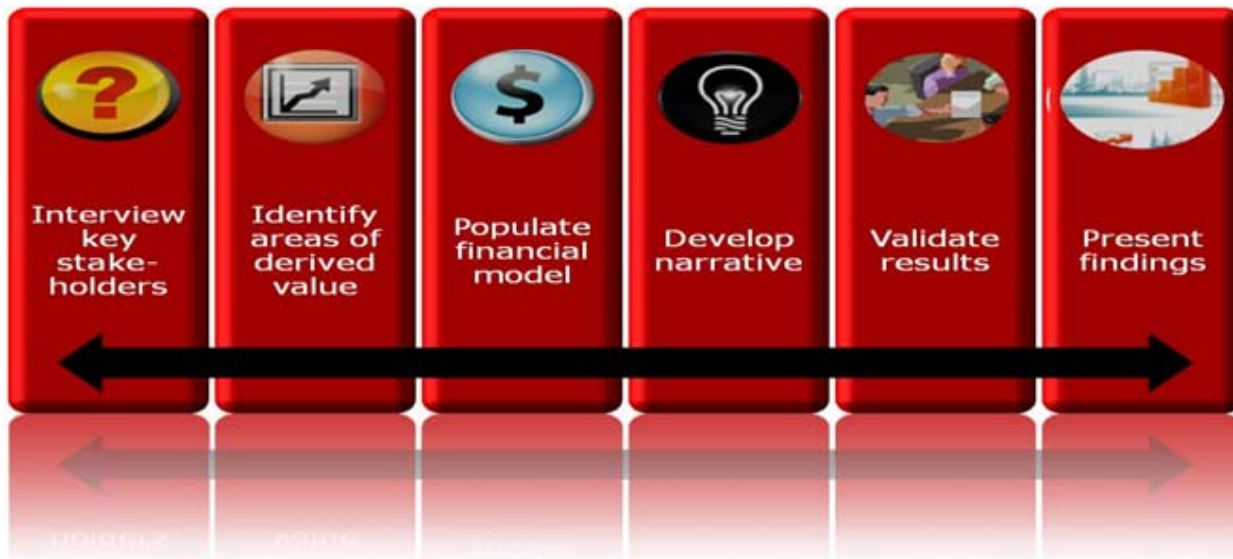 Interview
key
stake-
holders
Identify
areas of
derived
value
Populate
financial
model
Develop
narrative
Validate
results
Present
findings